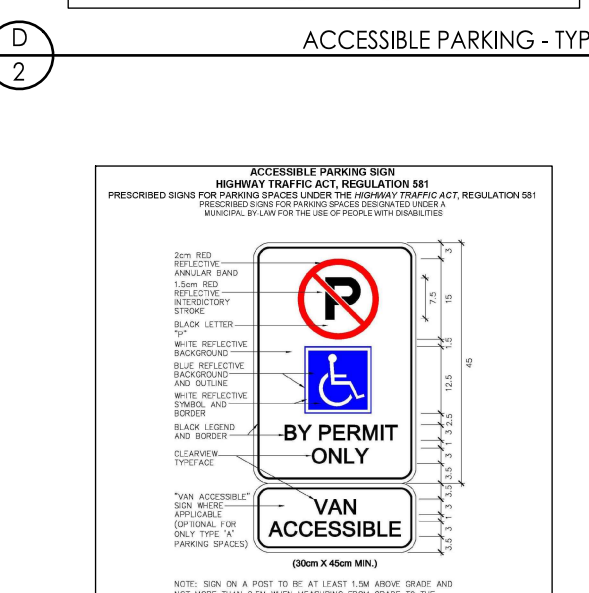 D
2
ACCESSIBLE PARKING - TYP
ACCESSIBLE PARKING SIGN
HIGHWAY TRAFFIC ACT, REGULATION 581
PRESCRIBED SIGNS FOR PARKING SPACES UNDER THE HIGHWAY TRAFFIC ACT, REGULATION 581
PRESCRIBED SIGNS FOR PARKING SPACES DESIGNATED UNDER A
MUNICIPAL BY-LAW FOR THE USE OF PEOPLE WITH DISABILITIES
2cm RED
REFLECTIVE
ANNULAR BAND
1.5cm RED
REFLECTIVE
INTERDICTORY
STROKE
BLACK LETTER
"P"
WHITE REFLECTIVE
BACKGROUND
BLUE REFLECTIVE
BACKGROUND
AND OUTLINE
WHITE REFLECTIVE
SYMBOL AND
BORDER
BLACK LEGEND
AND BORDER
CLEARVIEW
TYPEFACE
"VAN ACCESSIBLE"
SIGN WHERE
APPLICABLE
(OPTIONAL FOR
ONLY TYPE 'A'
PARKING SPACES)
P
BY PERMIT
ONLY
VAN
ACCESSIBLE
3
7.5
15
1.5
45
12.5
2.5
3
1
3
3.5
3.5
3
1
3
3.5
(30cm X 45cm MIN.)
NOTE: SIGN ON A POST TO BE AT LEAST 1.5M ABOVE GRADE AND